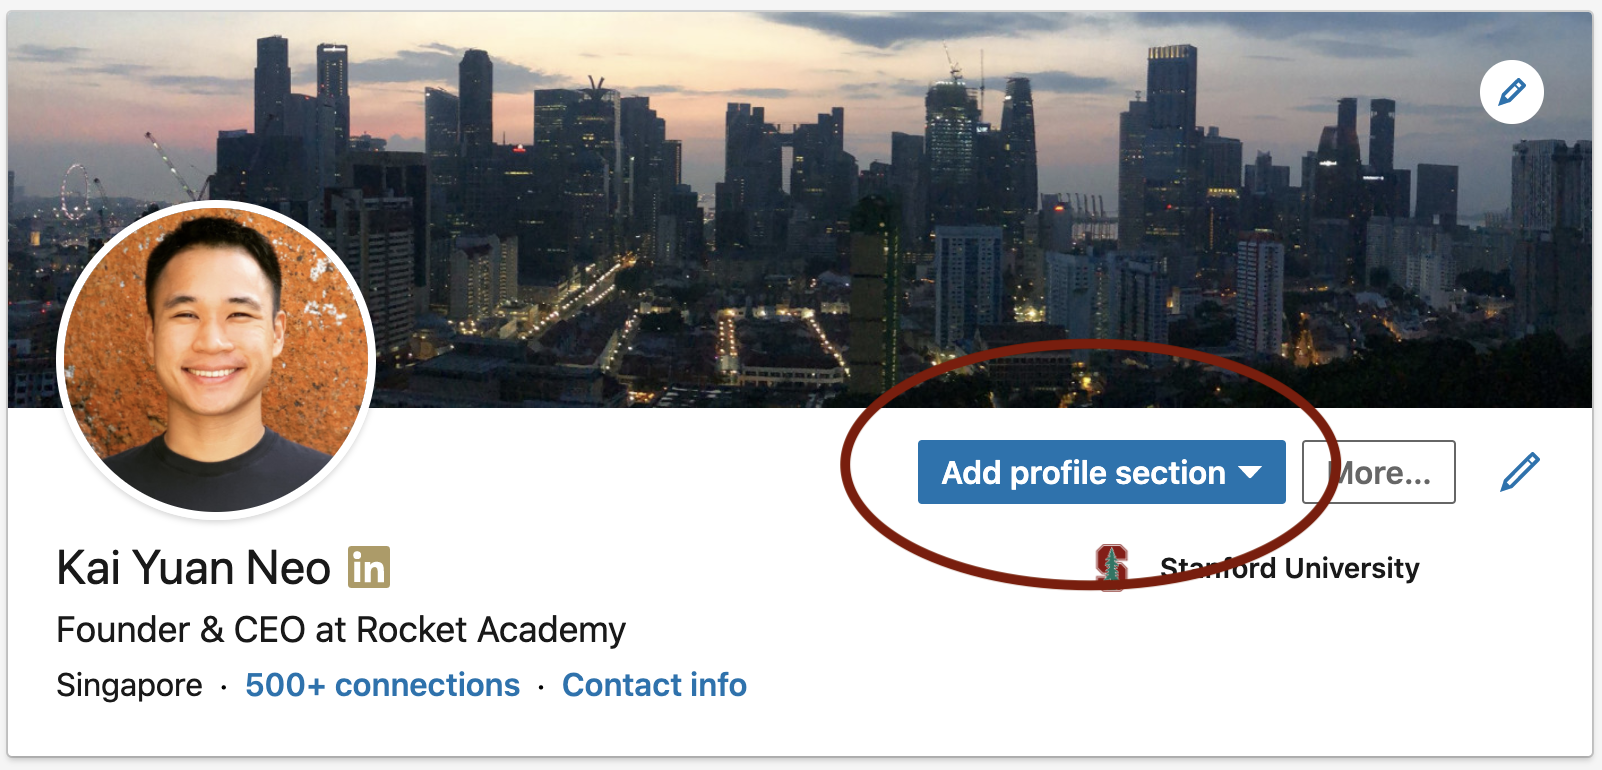 Add profile section
More...
Kai Yuan Neo in
Stanford University
Founder & CEO at Rocket Academy
Singapore · 500+ connections · Contact info